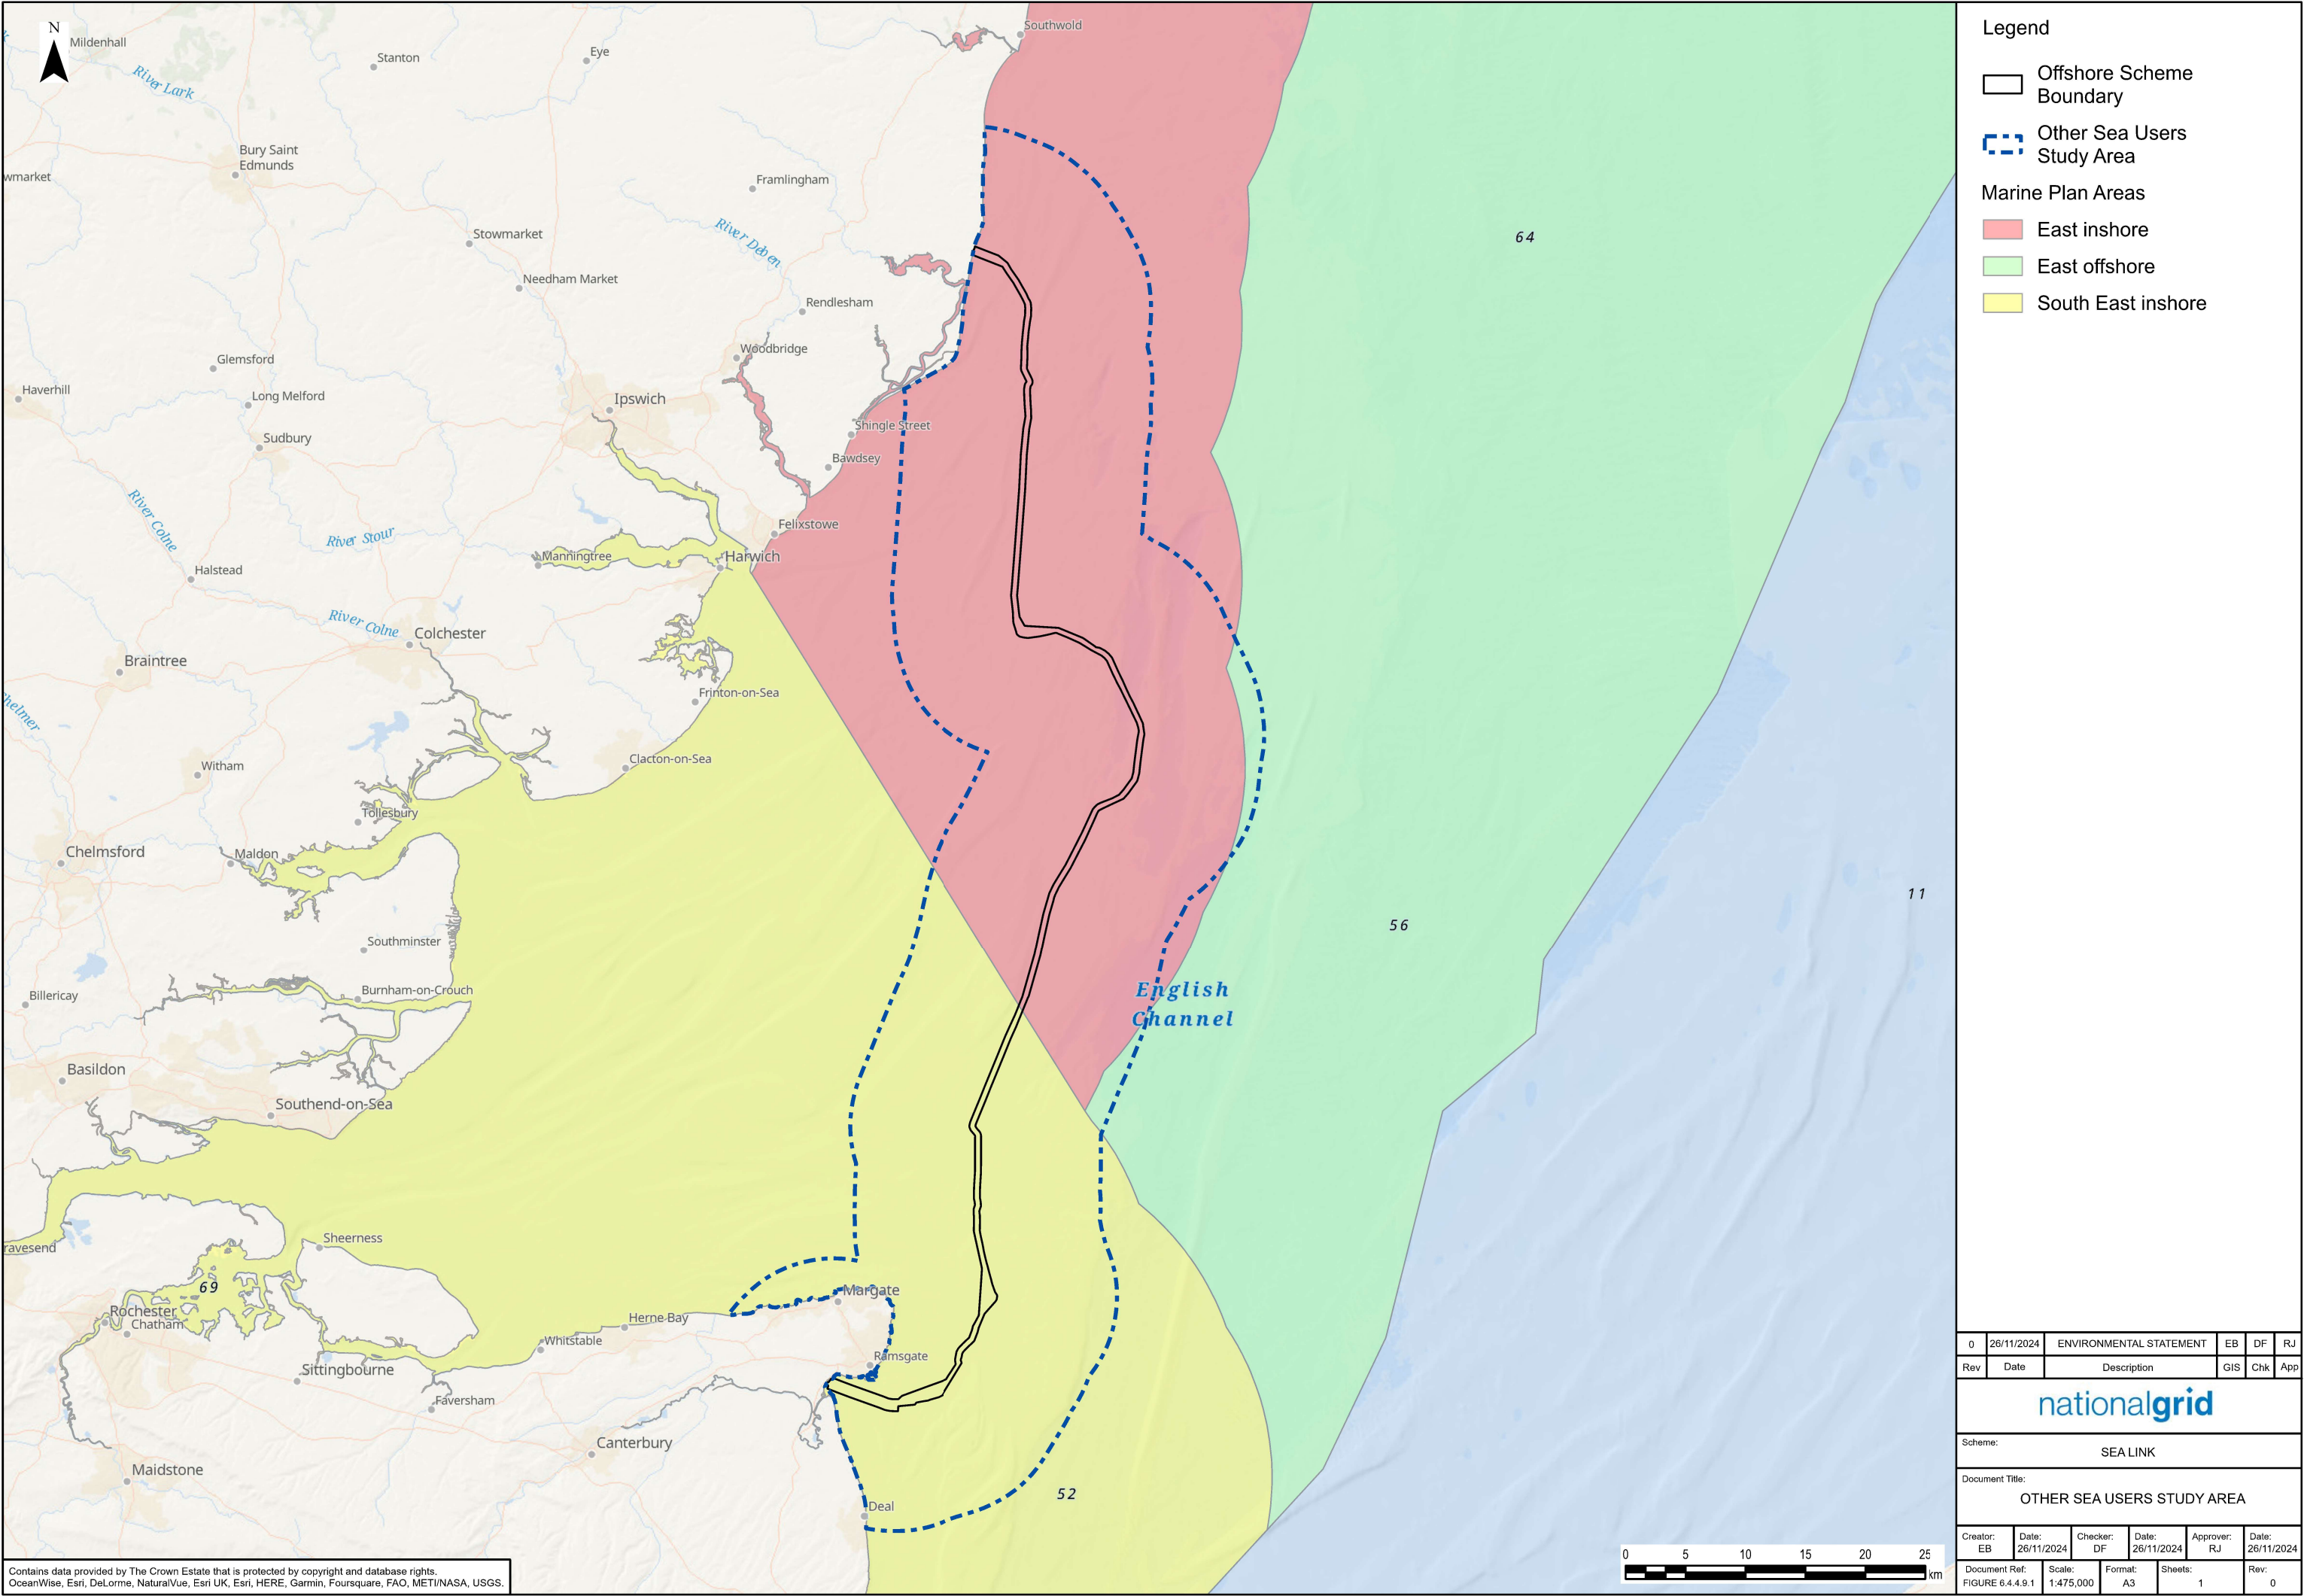 N
Mildenhall
Stanton
Eye
Southwold
River Lark
Bury Saint
Edmunds
wmarket
Framlingham
River Deben
Stowmarket
Needham Market
Rendlesham
64
Glemsford
Woodbridge
Haverhill
Long Melford
Ipswich
Sudbury
Shingle Street
Bawdsey
River Colne
River Stour
Felixstowe
Manningtree
Harwich
Halstead
River Colne
Colchester
Braintree
Chelmer
Frinton-on-Sea
Witham
Clacton-on-Sea
Tollesbury
Chelmsford
Maldon
11
56
Southminster
Billericay
Burnham-on-Crouch
English
Channel
Basildon
Southend-on-Sea
ravesend
Sheerness
69
Margate
Rochester
Chatham
Herne Bay
Whitstable
Ramsgate
Sittingbourne
Faversham
Canterbury
Maidstone
52
Deal
0 5 10 15 20 25
km
Contains data provided by The Crown Estate that is protected by copyright and database rights.
OceanWise, Esri, DeLorme, NaturalVue, Esri UK, Esri, HERE, Garmin, Foursquare, FAO, METI/NASA, USGS.
Legend
Offshore Scheme
Boundary
Other Sea Users
Study Area
Marine Plan Areas
East inshore
East offshore
South East inshore
0 26/11/2024 ENVIRONMENTAL STATEMENT EB DF RJ
Rev Date Description GIS Chk App
nationalgrid
Scheme:
SEA LINK
Document Title:
OTHER SEA USERS STUDY AREA
Creator: Date: Checker: Date: Approver: Date:
EB 26/11/2024 DF 26/11/2024 RJ 26/11/2024
Document Ref: Scale: Format: Sheets: Rev:
FIGURE 6.4.4.9.1 1:475,000 A3 1 0